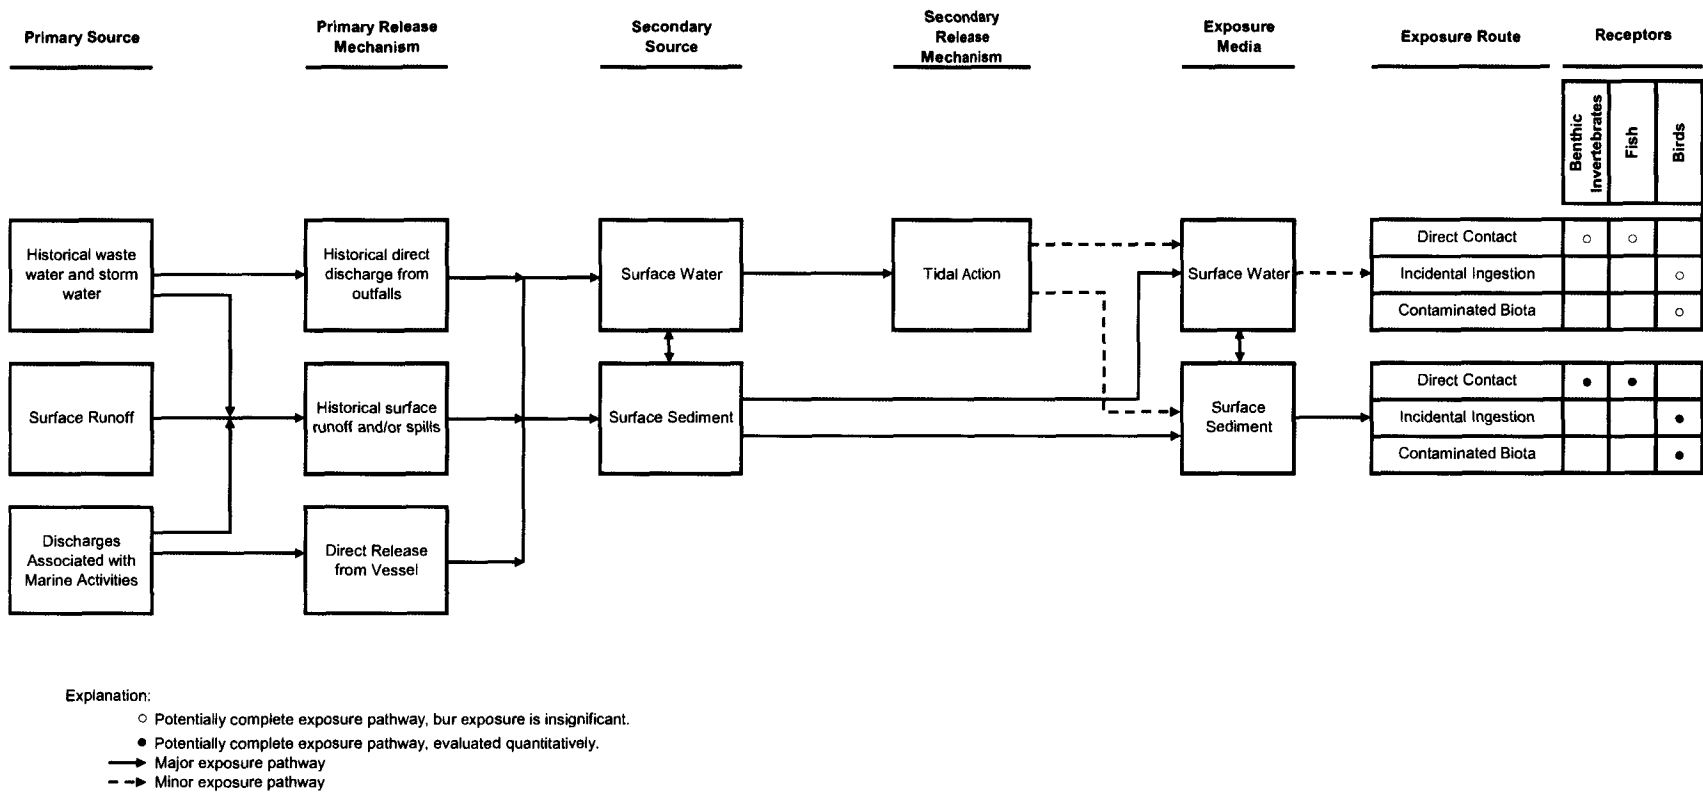 Primary Source
Primary Release
Mechanism
Secondary
Source
Secondary
Release
Mechanism
Exposure
Media
Exposure Route
Receptors
Benthic
Invertebrates
Fish
Birds
Historical waste
water and storm
water
Historical direct
discharge from
outfalls
Surface Water
Tidal Action
Surface Water
Direct Contact
Incidental Ingestion
Contaminated Biota
Surface Runoff
Historical surface
runoff and/or spills
Surface Sediment
Surface
Sediment
Direct Contact
Incidental Ingestion
Contaminated Biota
Discharges
Associated with
Marine Activities
Direct Release
from Vessel
Explanation:
○ Potentially complete exposure pathway, bur exposure is insignificant.
● Potentially complete exposure pathway, evaluated quantitatively.
Major exposure pathway
Minor exposure pathway